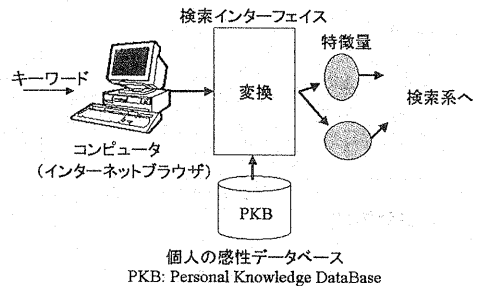 検索インターフェイス
特徴量
キーワード
変換
検索系へ
コンピュータ
(インターネットブラウザ)
PKB
個人の感性データベース
PKB: Personal Knowledge DataBase